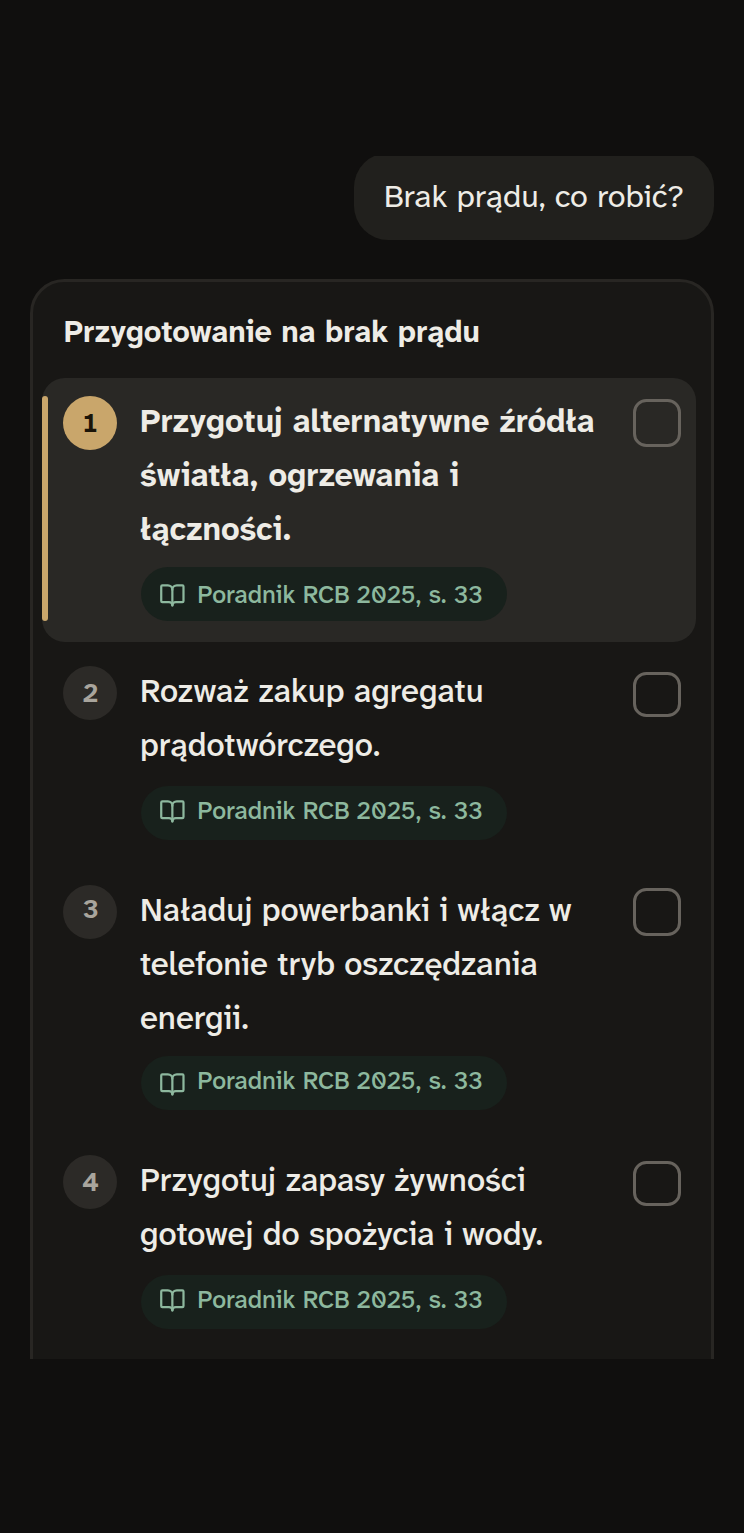 Brak prądu, co robić?
Przygotowanie na brak prądu
1
Przygotuj alternatywne źródła
światła, ogrzewania i
łączności.
Poradnik RCB 2025, s. 33
2
Rozważ zakup agregatu
prądotwórczego.
Poradnik RCB 2025, s. 33
3
Naładuj powerbanki i włącz w
telefonie tryb oszczędzania
energii.
Poradnik RCB 2025, s. 33
4
Przygotuj zapasy żywności
gotowej do spożycia i wody.
Poradnik RCB 2025, s. 33